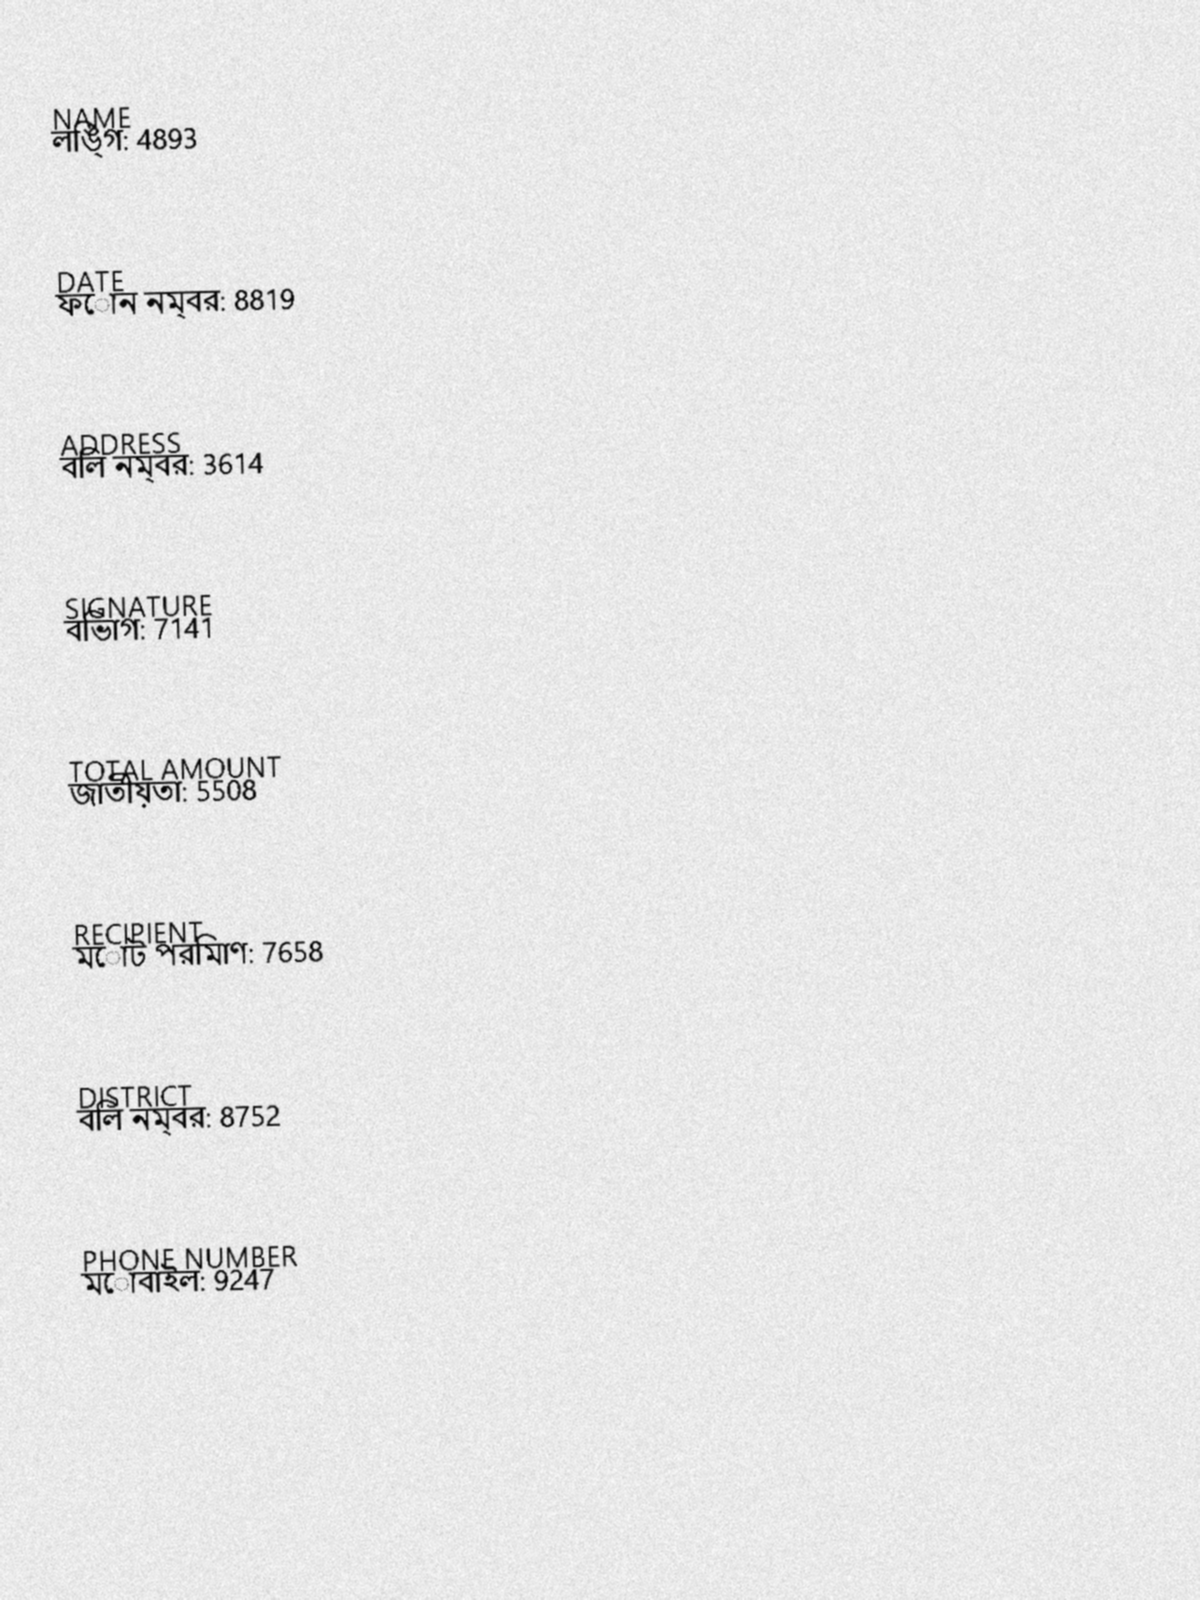 NAME
লিঙ্গ: 4893
DATE
ফোন নম্বর: 8819
ADDRESS
বিল নম্বর: 3614
SIGNATURE
বিভাগ: 7141
TOTAL AMOUNT
জাতীয়তা: 5508
RECIPIENT
মোট পরিমাণ: 7658
DISTRICT
বিল নম্বর: 8752
PHONE NUMBER
মোবাইল: 9247